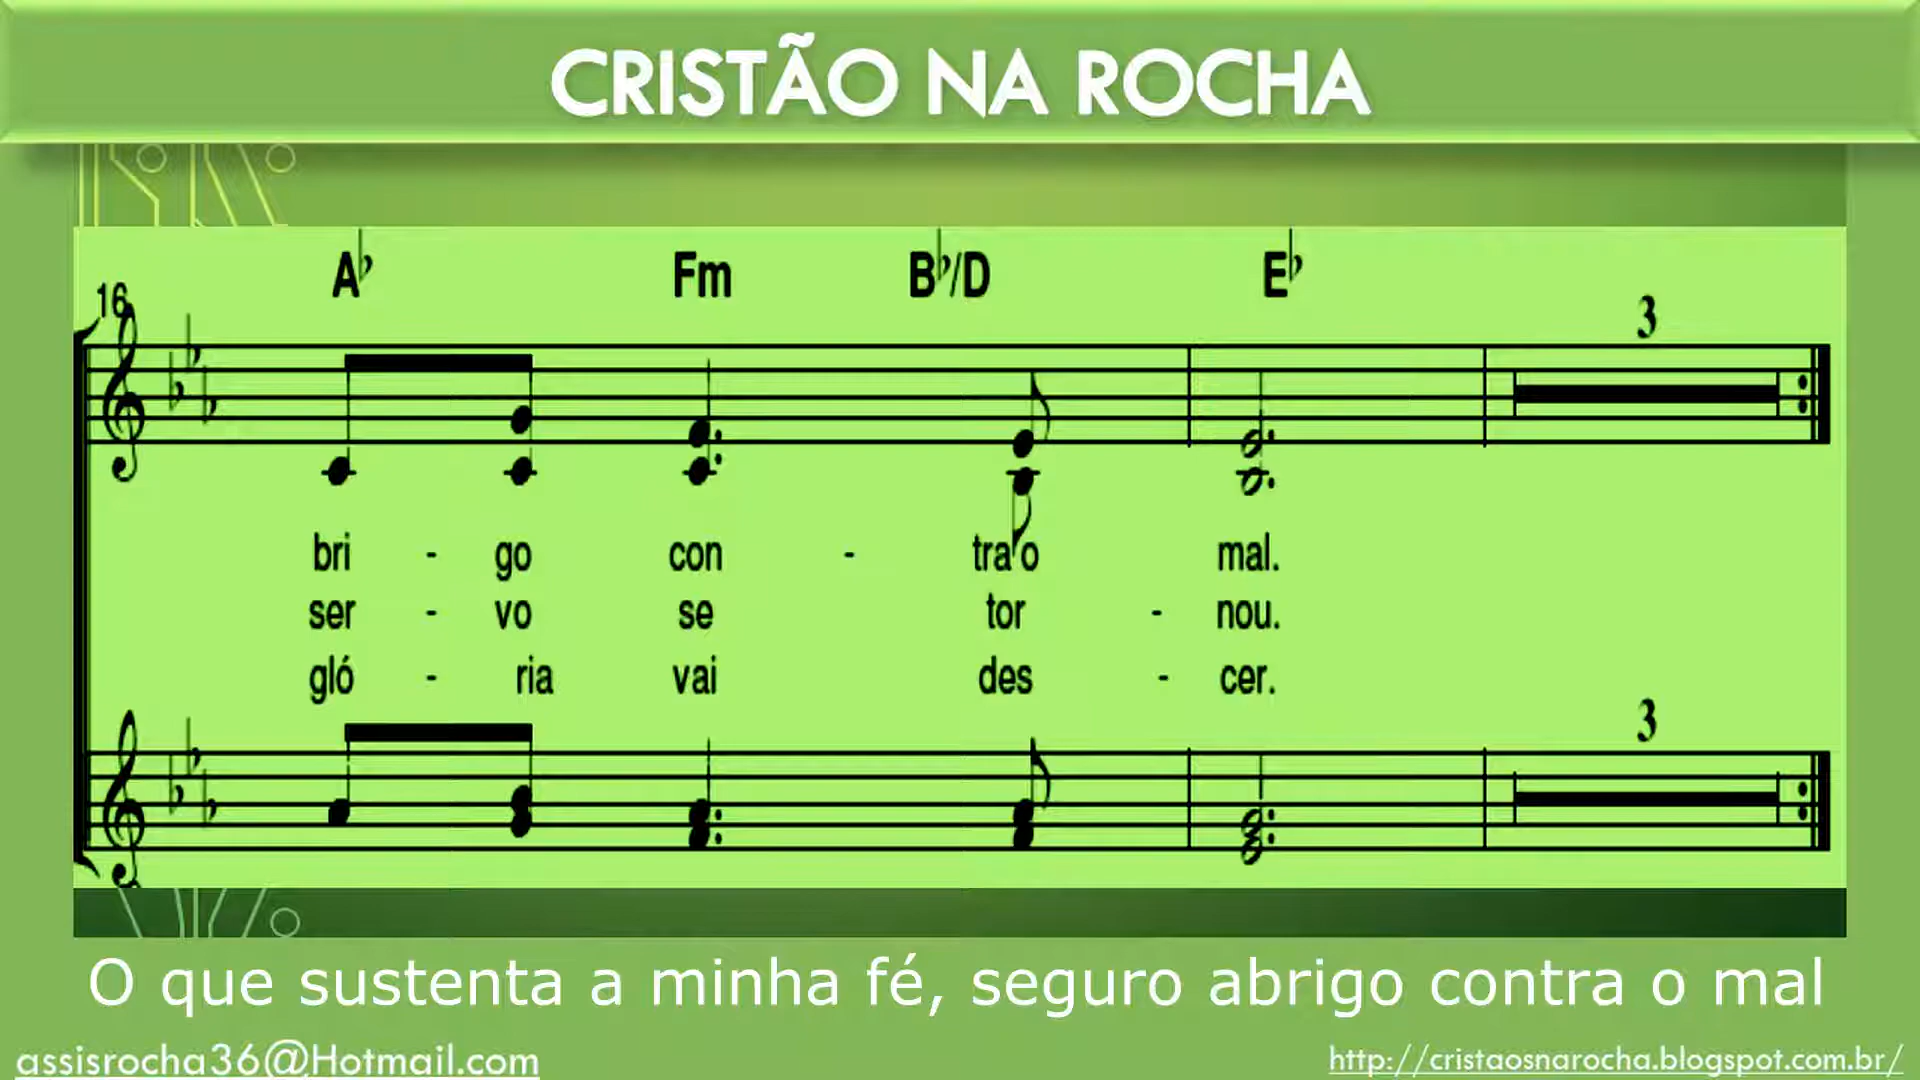 CRISTÃO NA ROCHA
A♭ Fm B♭/D E♭
16 3
bri - go con - tra o mal.
ser - vo se tor - nou.
gló - ria vai des - cer.
3
O que sustenta a minha fé, seguro abrigo contra o mal
assisrocha36@Hotmail.com
http://cristaosnarocha.blogspot.com.br/